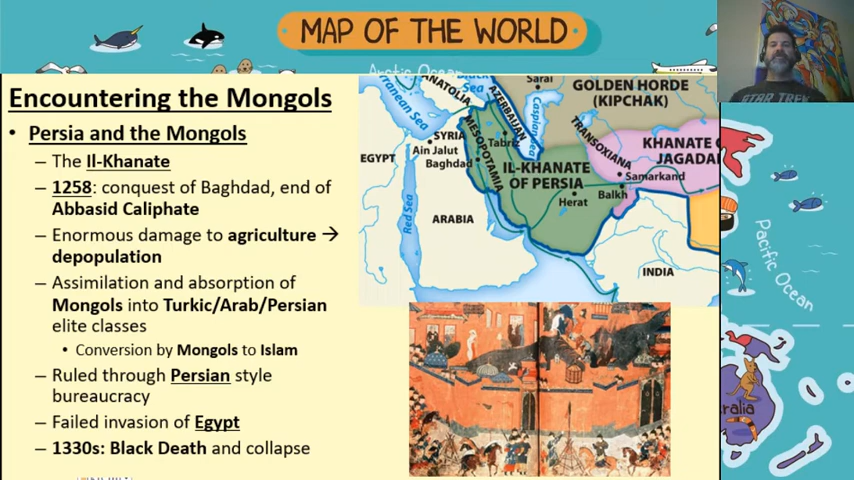 MAP OF THE WORLD
Arctic Ocean
Encountering the Mongols
• Persia and the Mongols
– The Il-Khanate
– 1258: conquest of Baghdad, end of
Abbasid Caliphate
– Enormous damage to agriculture →
depopulation
– Assimilation and absorption of
Mongols into Turkic/Arab/Persian
elite classes
• Conversion by Mongols to Islam
– Ruled through Persian style
bureaucracy
– Failed invasion of Egypt
– 1330s: Black Death and collapse
ANATOLIA
Black
Sea
AZERBAIJAN
Sarai
GOLDEN HORDE
(KIPCHAK)
Caspian
Sea
TRANSOXIANA
KHANATE
JAGADAI
SYRIA
Ain Jalut
Baghdad
MESOPOTAMIA
Tabriz
IL-KHANATE
OF PERSIA
Samarkand
Balkh
Herat
EGYPT
Red Sea
ARABIA
INDIA
STAR TREK
Pacific
Ocean